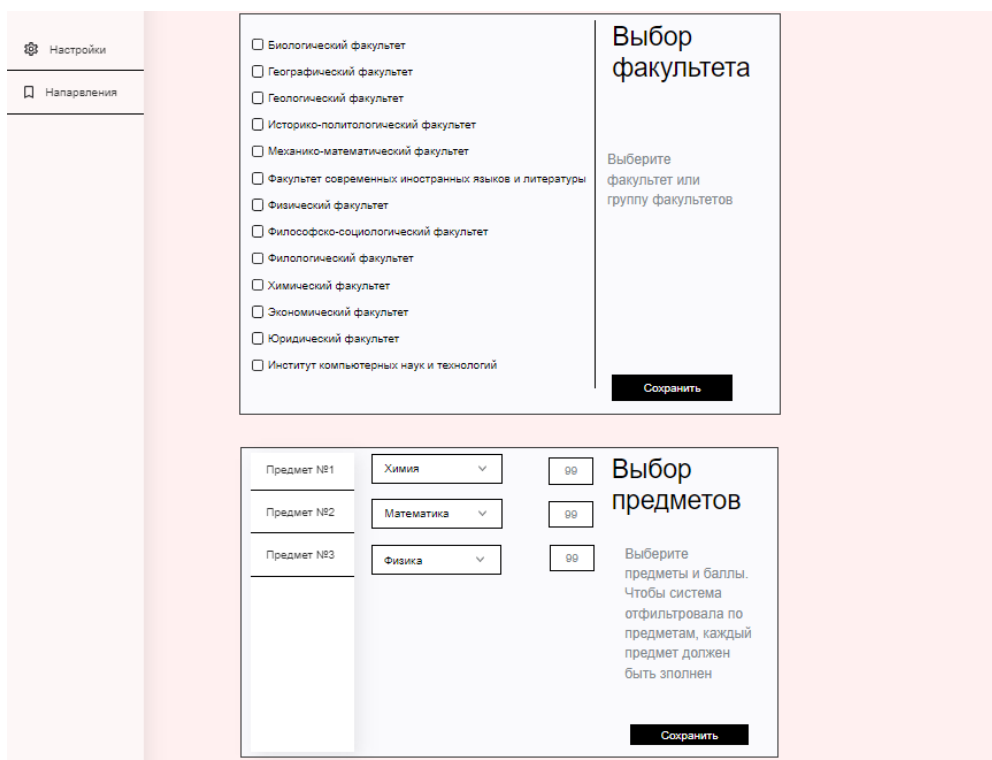 Настройки
Напарвления
Биологический факультет
Географический факультет
Геологический факультет
Историко-политологический факультет
Механико-математический факультет
Факультет современных иностранных языков и литературы
Физический факультет
Философско-социологический факультет
Филологический факультет
Химический факультет
Экономический факультет
Юридический факультет
Институт компьютерных наук и технологий
Выбор
факультета
Выберите
факультет или
группу факультетов
Сохранить
Предмет №1
Химия
99
Предмет №2
Математика
99
Предмет №3
Физика
99
Выбор
предметов
Выберите
предметы и баллы.
Чтобы система
отфильтровала по
предметам, каждый
предмет должен
быть зполнен
Сохранить